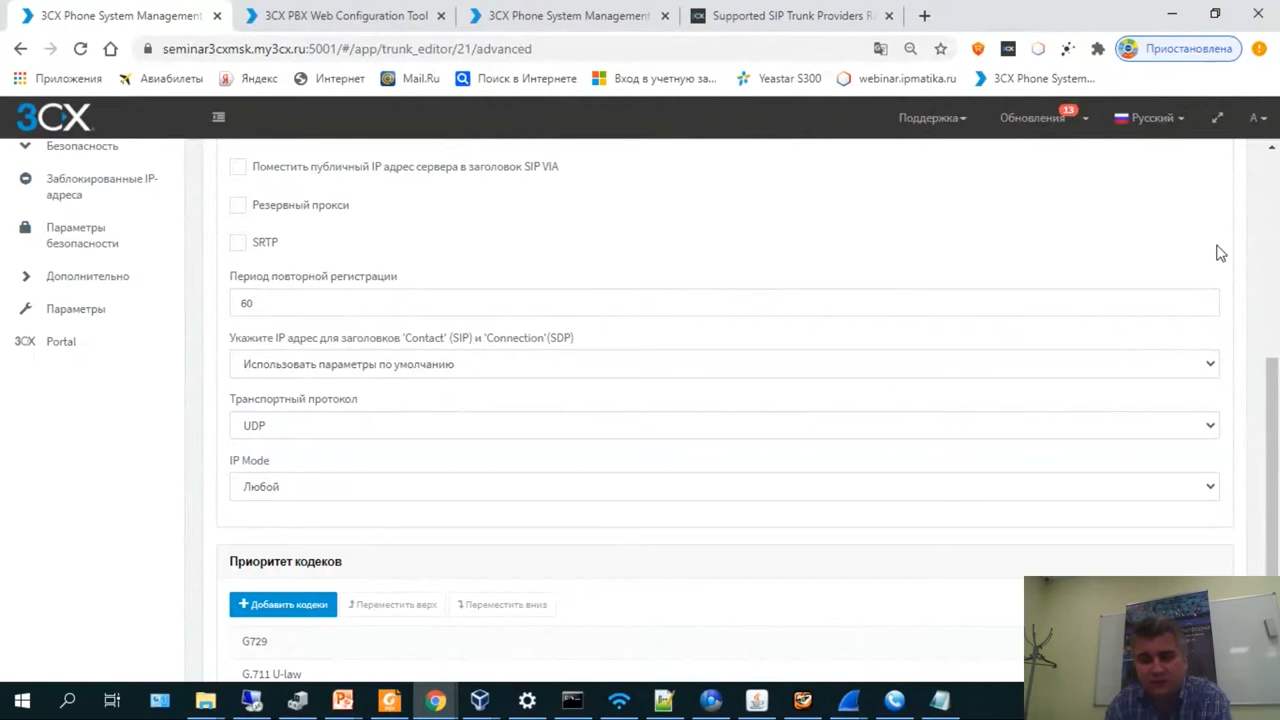 3CX Phone System Management
3CX PBX Web Configuration Tool
3CX Phone System Management
Supported SIP Trunk Providers
seminar3cxmsk.my3cx.ru:5001/#/app/trunk_editor/21/advanced
Приостановлена
Приложения
Авиабилеты
Яндекс
Интернет
Mail.Ru
Поиск в Интернете
Вход в учетную за...
Yeastar S300
webinar.ipmatika.ru
3CX Phone System...
3CX
Поддержка
Обновления
13
Русский
A
Безопасность
Заблокированные IP-
адреса
Параметры
безопасности
Дополнительно
Параметры
3CX Portal
Поместить публичный IP адрес сервера в заголовок SIP VIA
Резервный прокси
SRTP
Период повторной регистрации
60
Укажите IP адрес для заголовков 'Contact' (SIP) и 'Connection'(SDP)
Использовать параметры по умолчанию
Транспортный протокол
UDP
IP Mode
Любой
Приоритет кодеков
Добавить кодеки
Переместить верх
Переместить вниз
G729
G.711 U-law